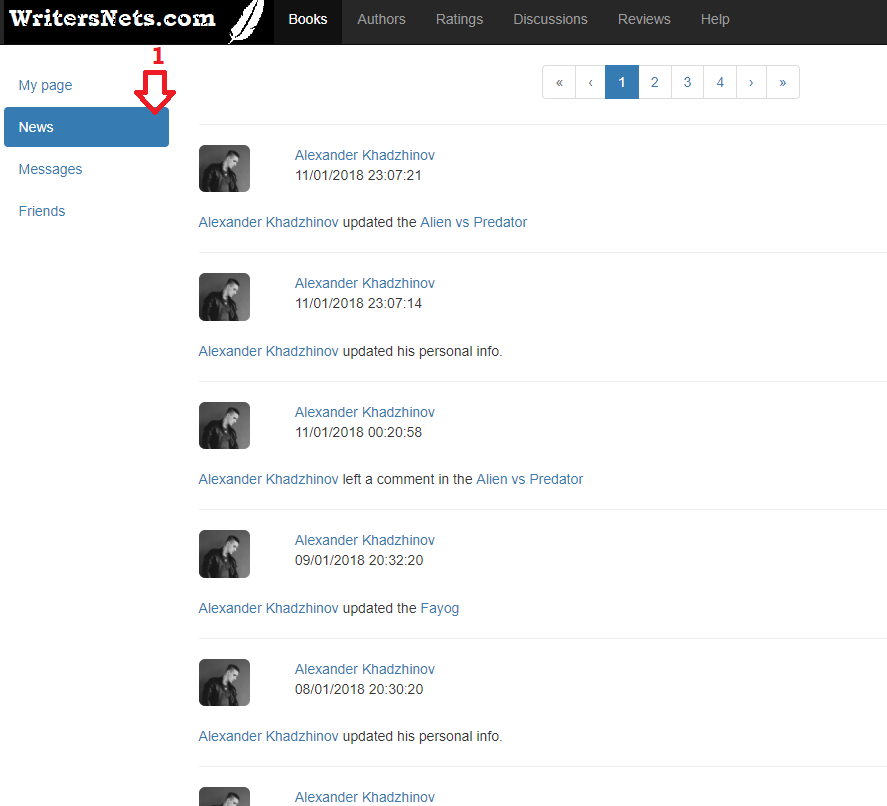 WritersNets.com Books Authors Ratings Discussions Reviews Help
1
My page
News
Messages
Friends
« ‹ 1 2 3 4 › »
Alexander Khadzhinov
11/01/2018 23:07:21
Alexander Khadzhinov updated the Alien vs Predator
Alexander Khadzhinov
11/01/2018 23:07:14
Alexander Khadzhinov updated his personal info.
Alexander Khadzhinov
11/01/2018 00:20:58
Alexander Khadzhinov left a comment in the Alien vs Predator
Alexander Khadzhinov
09/01/2018 20:32:20
Alexander Khadzhinov updated the Fayog
Alexander Khadzhinov
08/01/2018 20:30:20
Alexander Khadzhinov updated his personal info.
Alexander Khadzhinov